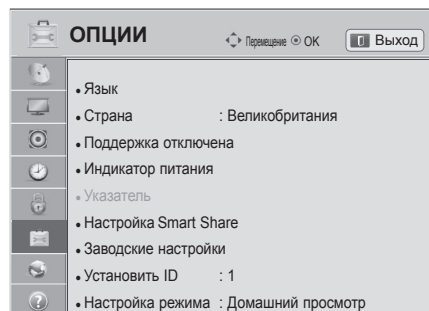 ОПЦИИ Перемещение OK Выход
• Язык
• Страна : Великобритания
• Поддержка отключена
• Индикатор питания
• Указатель
• Настройка Smart Share
• Заводские настройки
• Установить ID : 1
• Настройка режима : Домашний просмотр